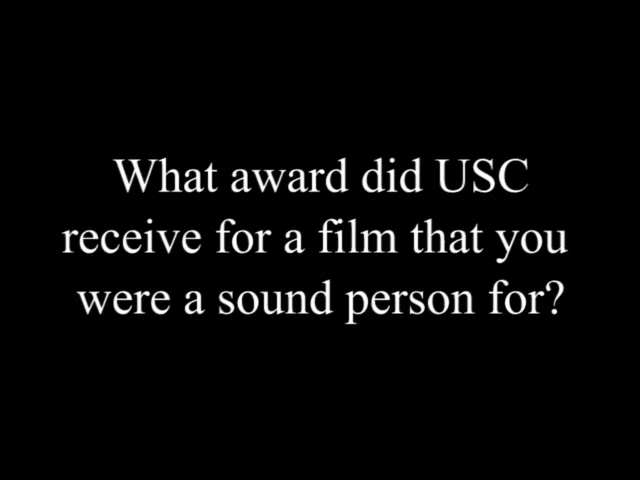 What award did USC
receive for a film that you
were a sound person for?